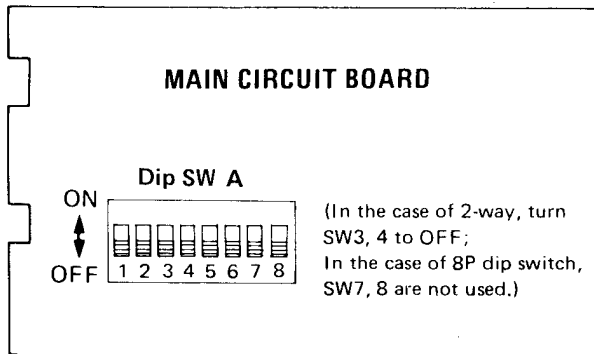 MAIN CIRCUIT BOARD
Dip SW A
ON
OFF
1 2 3 4 5 6 7 8
(In the case of 2-way, turn
SW3, 4 to OFF;
In the case of 8P dip switch,
SW7, 8 are not used.)